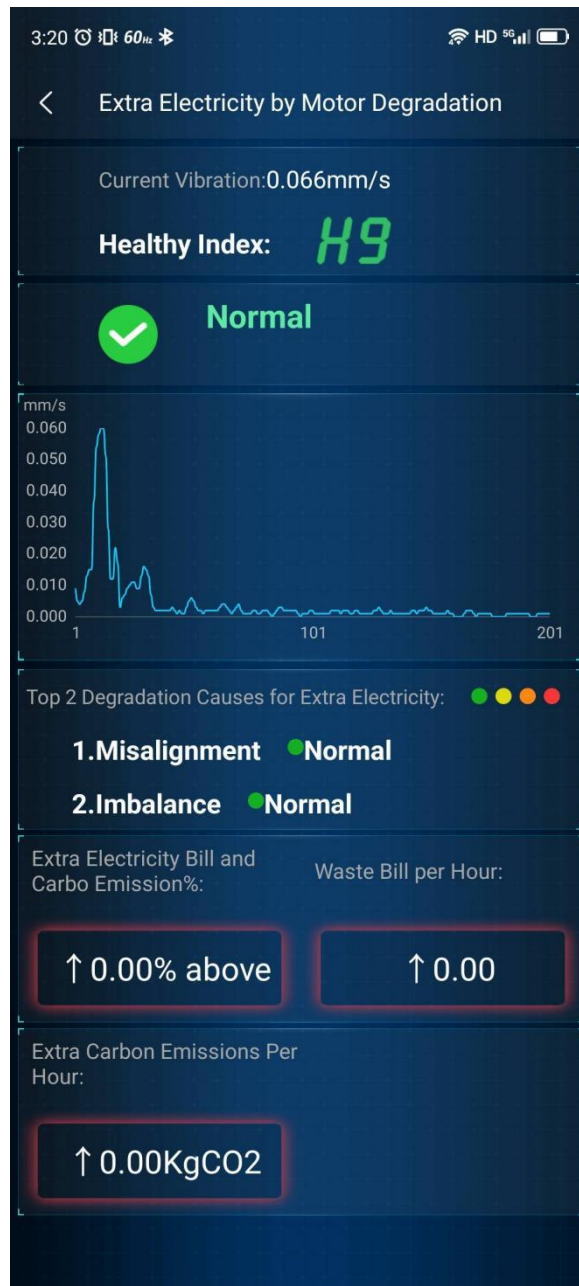 3:20 60Hz HD 5G
Extra Electricity by Motor Degradation
Current Vibration:0.066mm/s
Healthy Index: H9
Normal
mm/s
0.060
0.050
0.040
0.030
0.020
0.010
0.000
1 101 201
Top 2 Degradation Causes for Extra Electricity:
1.Misalignment Normal
2.Imbalance Normal
Extra Electricity Bill and
Carbo Emission%:
Waste Bill per Hour:
↑0.00% above
↑0.00
Extra Carbon Emissions Per
Hour:
↑0.00KgCO2